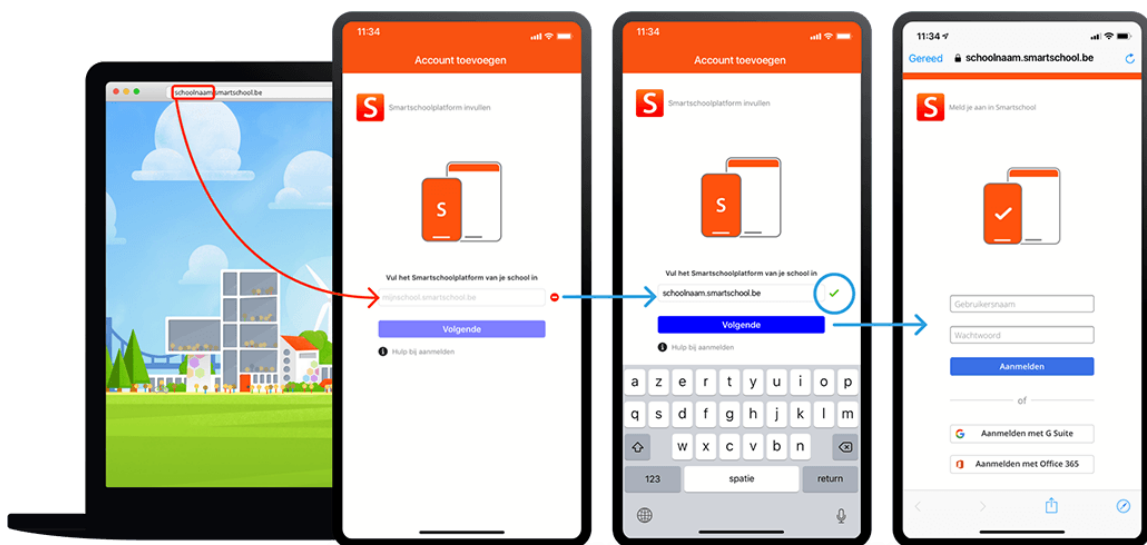 schoolnaam.smartschool.be
11:34
Account toevoegen
S
Smartschoolplatform invullen
S
Vul het Smartschoolplatform van je school in
mijnschool.smartschool.be
Volgende
Hulp bij aanmelden
11:34
Account toevoegen
S
Smartschoolplatform invullen
S
Vul het Smartschoolplatform van je school in
schoolnaam.smartschool.be
Volgende
Hulp bij aanmelden
a z e r t y u i o p
q s d f g h j k l m
w x c v b n
123 spatie return
11:34
Gereed schoolnaam.smartschool.be
S
Meld je aan in Smartschool
Gebruikersnaam
Wachtwoord
Aanmelden
of
Aanmelden met G Suite
Aanmelden met Office 365